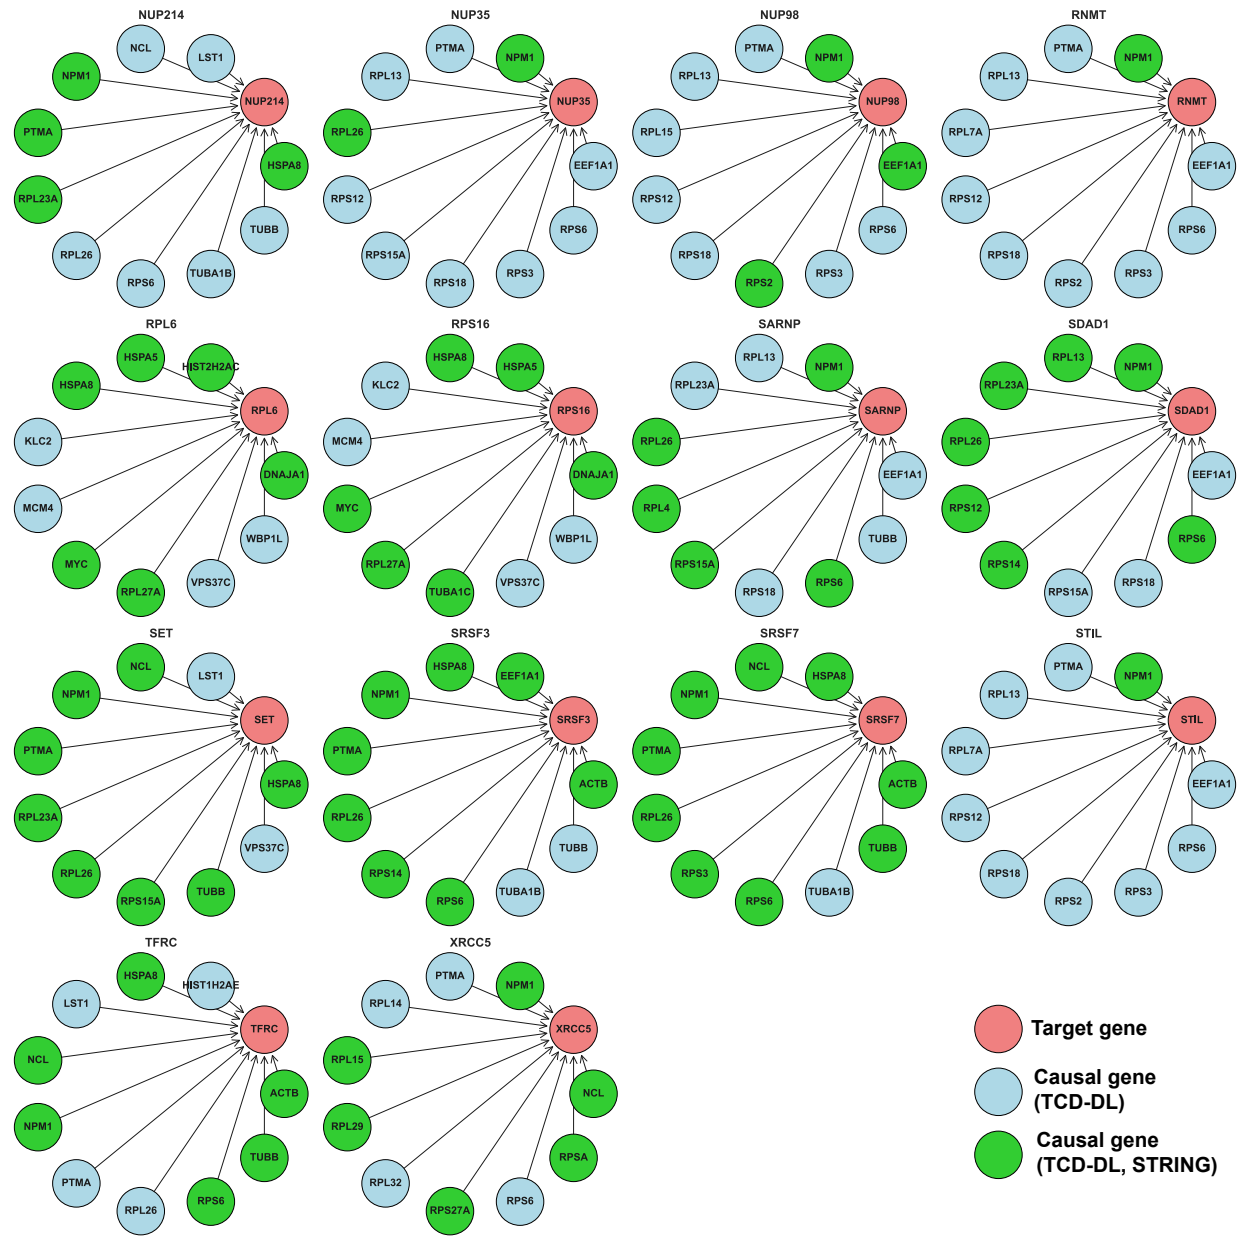 NUP214
NCL
LST1
NPM1
NUP214
PTMA
HSPA8
RPL23A
TUBB
RPL26
TUBA1B
RPS6
NUP35
PTMA
NPM1
RPL13
NUP35
RPL26
EEF1A1
RPS12
RPS6
RPS15A
RPS3
RPS18
NUP98
PTMA
NPM1
RPL13
NUP98
RPL15
EEF1A1
RPS12
RPS6
RPS18
RPS3
RPS2
RNMT
PTMA
NPM1
RPL13
RNMT
RPL7A
EEF1A1
RPS12
RPS6
RPS18
RPS3
RPS2
RPL6
HSPA5
HIST2H2AC
HSPA8
RPL6
KLC2
DNAJA1
MCM4
WBP1L
MYC
VPS37C
RPL27A
RPS16
HSPA8
HSPA5
KLC2
RPS16
MCM4
DNAJA1
MYC
WBP1L
RPL27A
VPS37C
TUBA1C
SARNP
RPL13
NPM1
RPL23A
SARNP
RPL26
EEF1A1
RPL4
TUBB
RPS15A
RPS6
RPS18
SDAD1
RPL13
NPM1
RPL23A
SDAD1
RPL26
EEF1A1
RPS12
RPS6
RPS14
RPS18
RPS15A
SET
NCL
LST1
NPM1
SET
PTMA
HSPA8
RPL23A
VPS37C
RPL26
TUBB
RPS15A
SRSF3
HSPA8
EEF1A1
NPM1
SRSF3
PTMA
ACTB
RPL26
TUBB
RPS14
TUBA1B
RPS6
SRSF7
NCL
HSPA8
NPM1
SRSF7
PTMA
ACTB
RPL26
TUBB
RPS3
TUBA1B
RPS6
STIL
PTMA
NPM1
RPL13
STIL
RPL7A
EEF1A1
RPS12
RPS6
RPS18
RPS3
RPS2
TFRC
HSPA8
HIST1H2AE
LST1
TFRC
NCL
ACTB
NPM1
TUBB
PTMA
RPS6
RPL26
XRCC5
PTMA
NPM1
RPL14
XRCC5
RPL15
NCL
RPL29
RPSA
RPL32
RPS6
RPS27A
Target gene
Causal gene
(TCD-DL)
Causal gene
(TCD-DL, STRING)